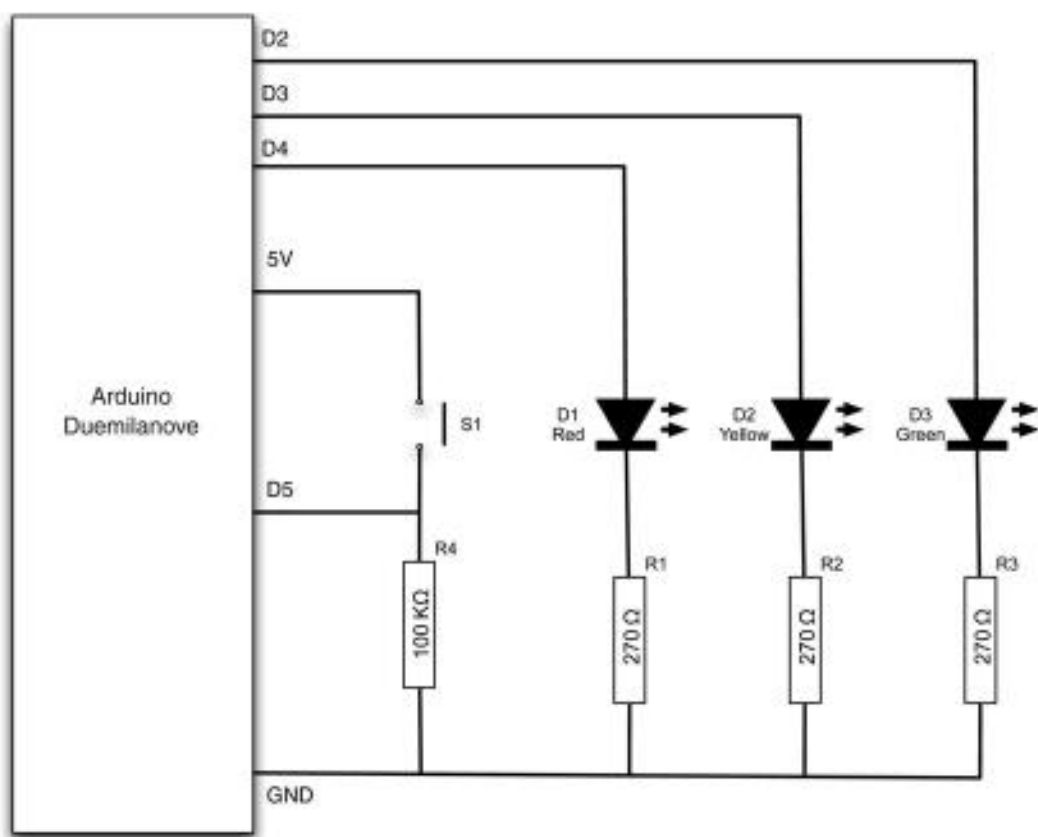 D2
D3
D4
5V
Arduino
Duemilanove
S1
D1
Red
D2
Yellow
D3
Green
D5
R4
R1
R2
R3
100 KΩ
270 Ω
270 Ω
270 Ω
GND